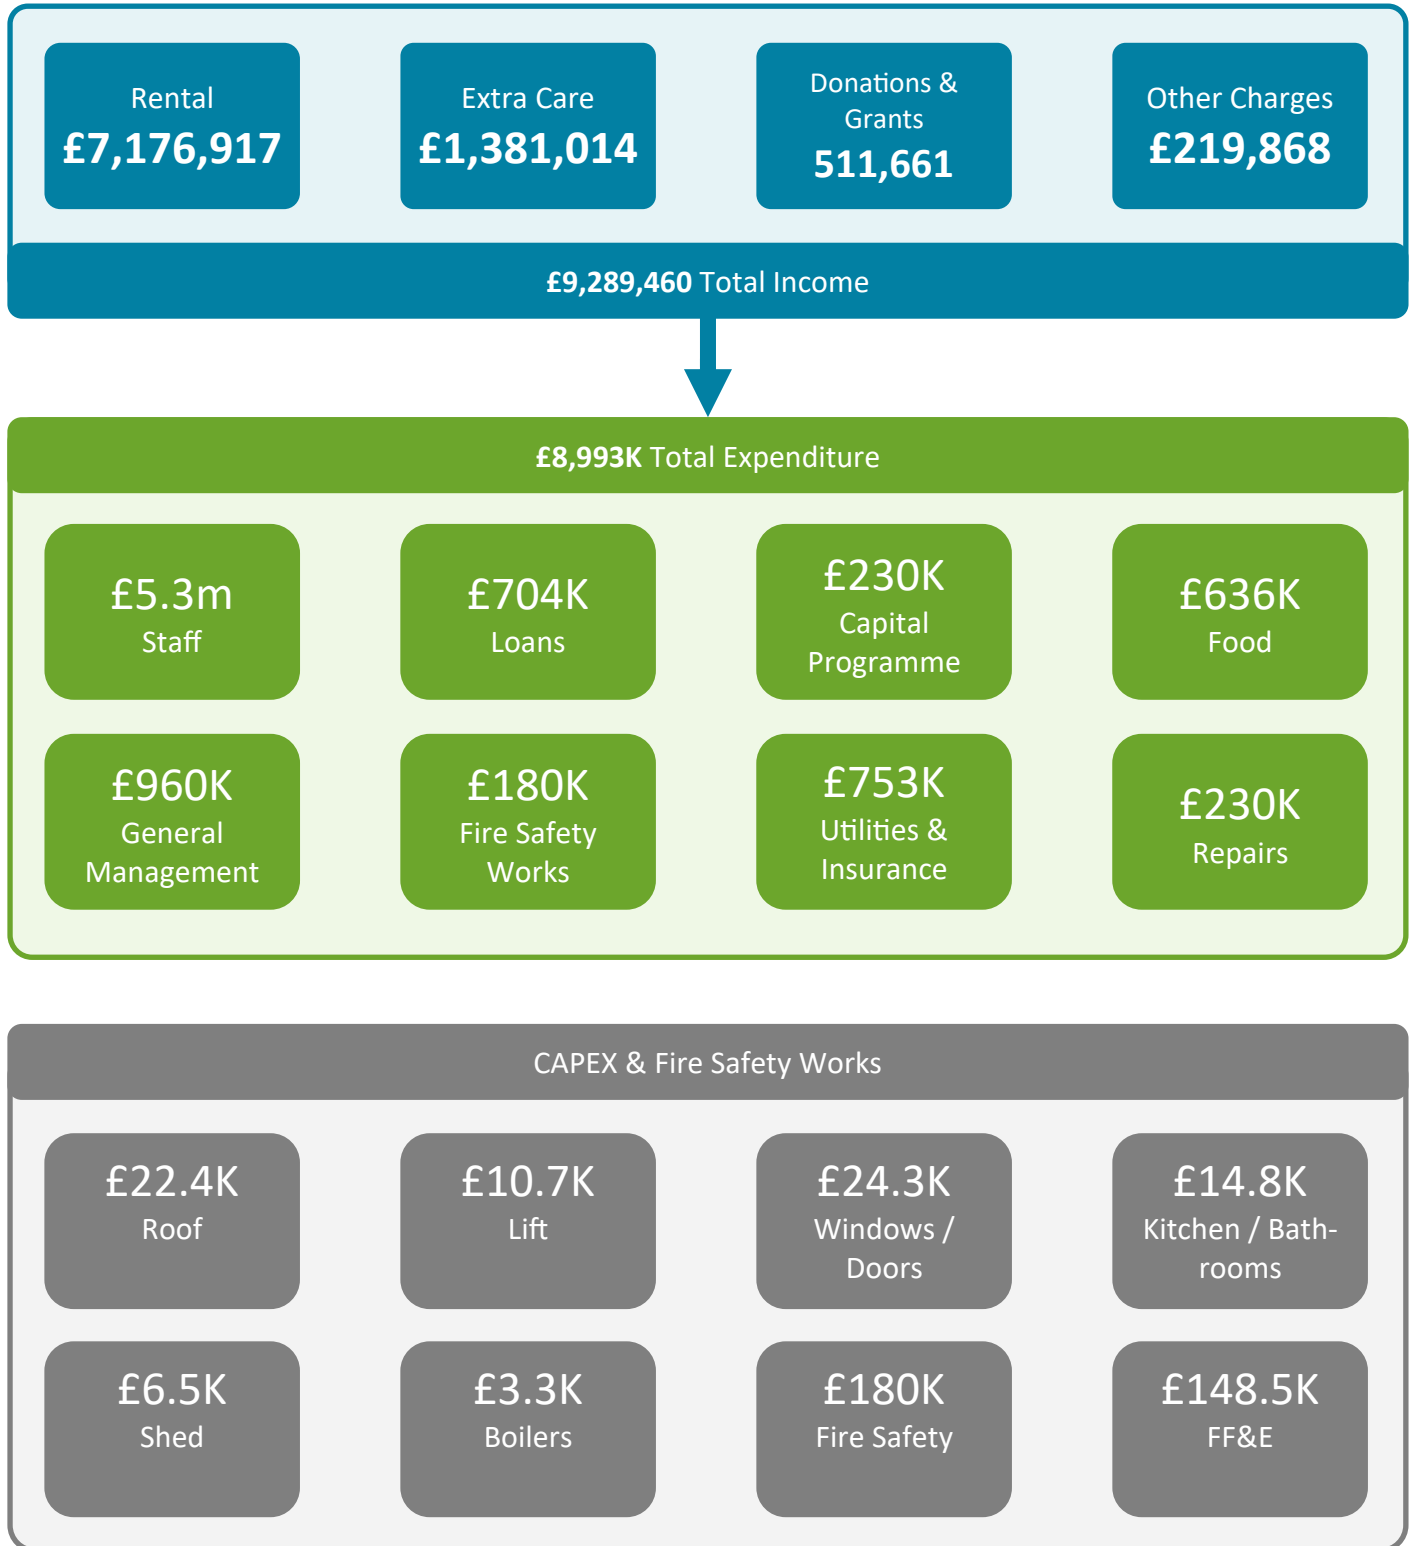 Rental
£7,176,917
Extra Care
£1,381,014
Donations &
Grants
511,661
Other Charges
£219,868
£9,289,460 Total Income
£8,993K Total Expenditure
£5.3m
Staff
£704K
Loans
£230K
Capital
Programme
£636K
Food
£960K
General
Management
£180K
Fire Safety
Works
£753K
Utilities &
Insurance
£230K
Repairs
CAPEX & Fire Safety Works
£22.4K
Roof
£10.7K
Lift
£24.3K
Windows /
Doors
£14.8K
Kitchen / Bath-
rooms
£6.5K
Shed
£3.3K
Boilers
£180K
Fire Safety
£148.5K
FF&E